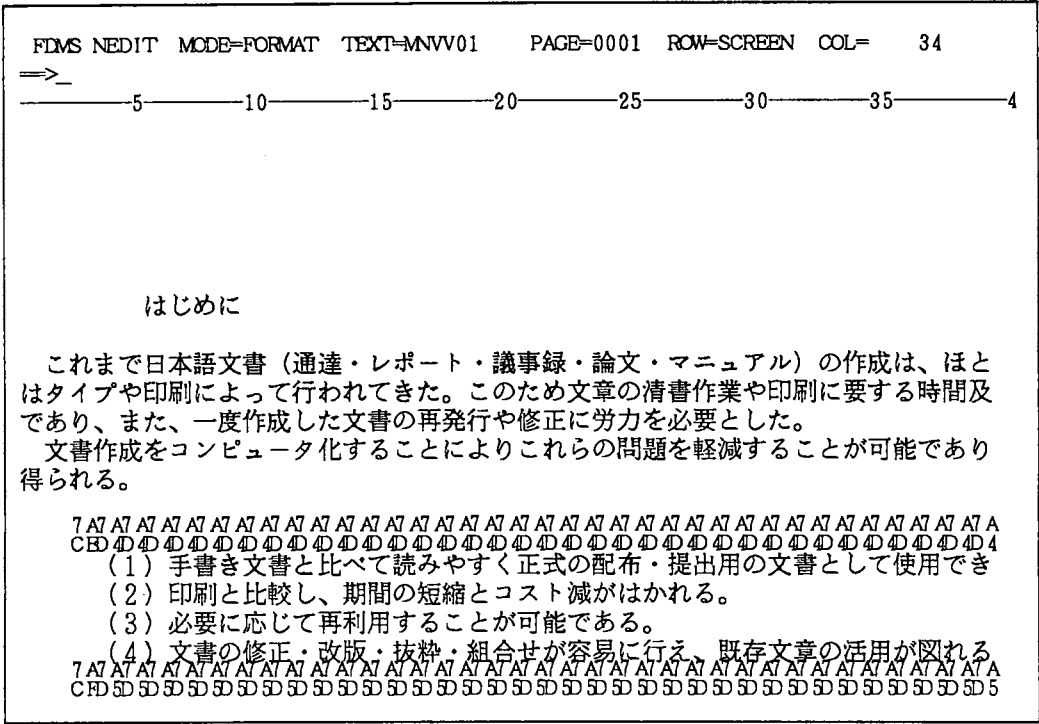 FDMS NEDIT MODE=FORMAT TEXT=MNVV01 PAGE=0001 ROW=SCREEN COL= 34
==>_
-5-10-15-20-25-30-35-4
はじめに
これまで日本語文書(通達・レポート・議事録・論文・マニュアル)の作成は、ほと
はタイプや印刷によって行われてきた。このため文章の清書作業や印刷に要する時間及
であり、また、一度作成した文書の再発行や修正に労力を必要とした。
文書作成をコンピュータ化することによりこれらの問題を軽減することが可能であり
得られる。
(1)手書き文書と比べて読みやすく正式の配布・提出用の文書として使用でき
(2)印刷と比較し、期間の短縮とコスト減がはかれる。
(3)必要に応じて再利用することが可能である。
(4)文書の修正・改版・抜粋・組合せが容易に行え、既存文章の活用が図れる